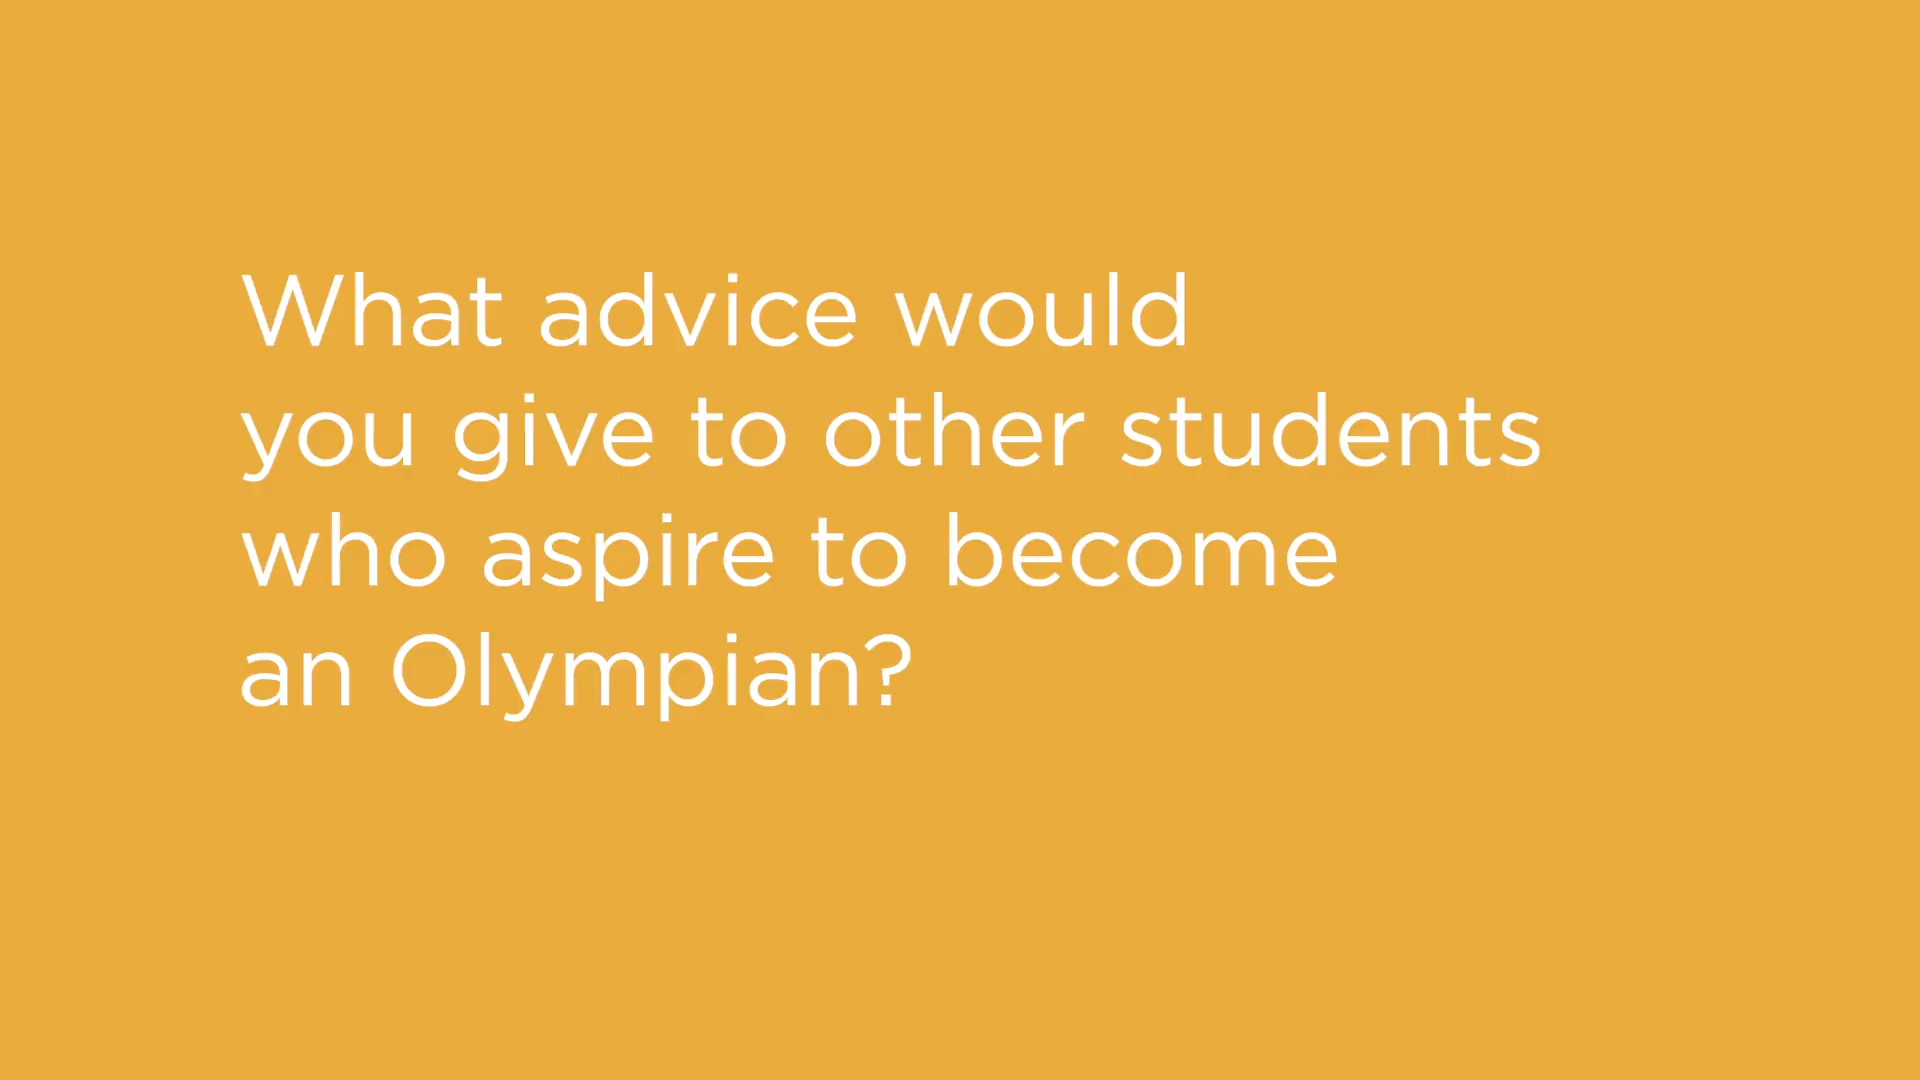 What advice would
you give to other students
who aspire to become
an Olympian?